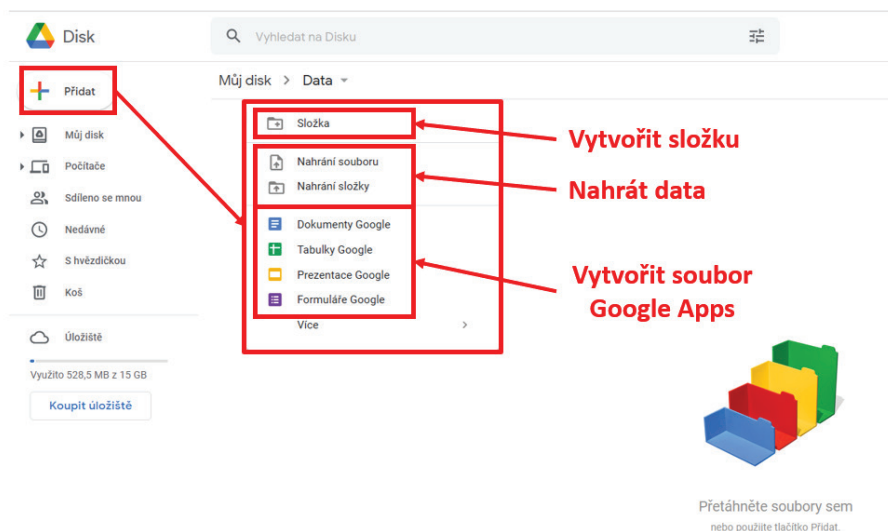 Disk
Vyhledat na Disku
Přidat
Můj disk > Data
Můj disk
Počítače
Sdíleno se mnou
Nedávné
S hvězdičkou
Koš
Úložiště
Využito 528,5 MB z 15 GB
Koupit úložiště
Složka
Nahrání souboru
Nahrání složky
Dokumenty Google
Tabulky Google
Prezentace Google
Formuláře Google
Více
Vytvořit složku
Nahrát data
Vytvořit soubor
Google Apps
Přetáhněte soubory sem
nebo použijte tlačítko Přidat.